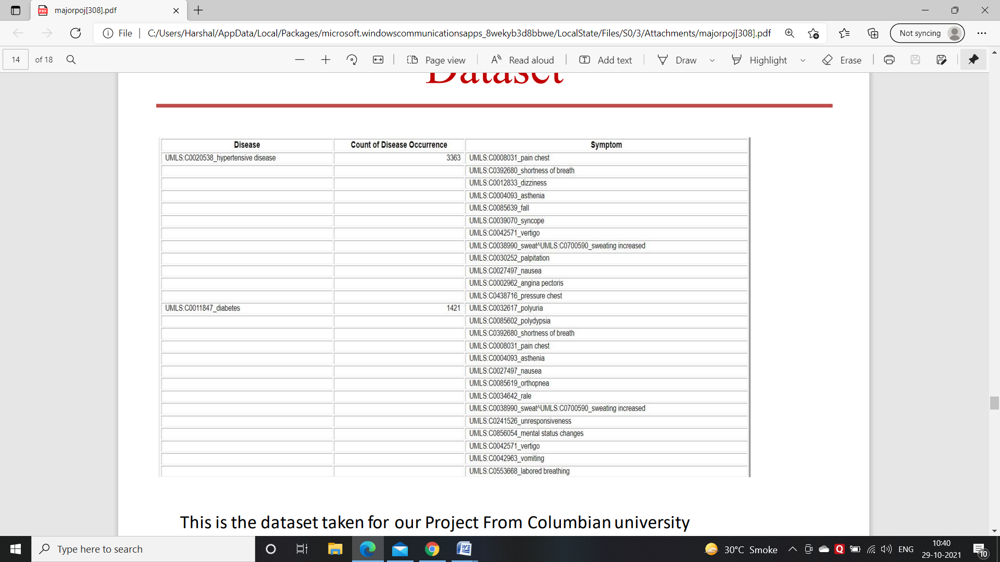 majorpoj[308].pdf
File C:/Users/Harshal/AppData/Local/Packages/microsoft.windowscommunicationsapps_8wekyb3d8bbwe/LocalState/Files/S0/3/Attachments/majorpoj[308].pdf Not syncing
14 of 18 Page view Read aloud Add text Draw Highlight Erase
Dataset
Disease Count of Disease Occurrence Symptom
UMLS:C0020538_hypertensive disease 3363 UMLS:C0008031_pain chest
UMLS:C0392680_shortness of breath
UMLS:C0012833_dizziness
UMLS:C0004093_asthenia
UMLS:C0085639_fall
UMLS:C0039070_syncope
UMLS:C0042571_vertigo
UMLS:C0038990_sweat^UMLS:C0700590_sweating increased
UMLS:C0030252_palpitation
UMLS:C0027497_nausea
UMLS:C0002962_angina pectoris
UMLS:C0438716_pressure chest
UMLS:C0011847_diabetes 1421 UMLS:C0032617_polyuria
UMLS:C0085602_polydypsia
UMLS:C0392680_shortness of breath
UMLS:C0008031_pain chest
UMLS:C0004093_asthenia
UMLS:C0027497_nausea
UMLS:C0085619_orthopnea
UMLS:C0034642_rale
UMLS:C0038990_sweat^UMLS:C0700590_sweating increased
UMLS:C0241526_unresponsiveness
UMLS:C0856054_mental status changes
UMLS:C0042571_vertigo
UMLS:C0042963_vomiting
UMLS:C0553668_labored breathing
This is the dataset taken for our Project From Columbian university
Type here to search 30°C Smoke ENG 10:40
29-10-2021 10